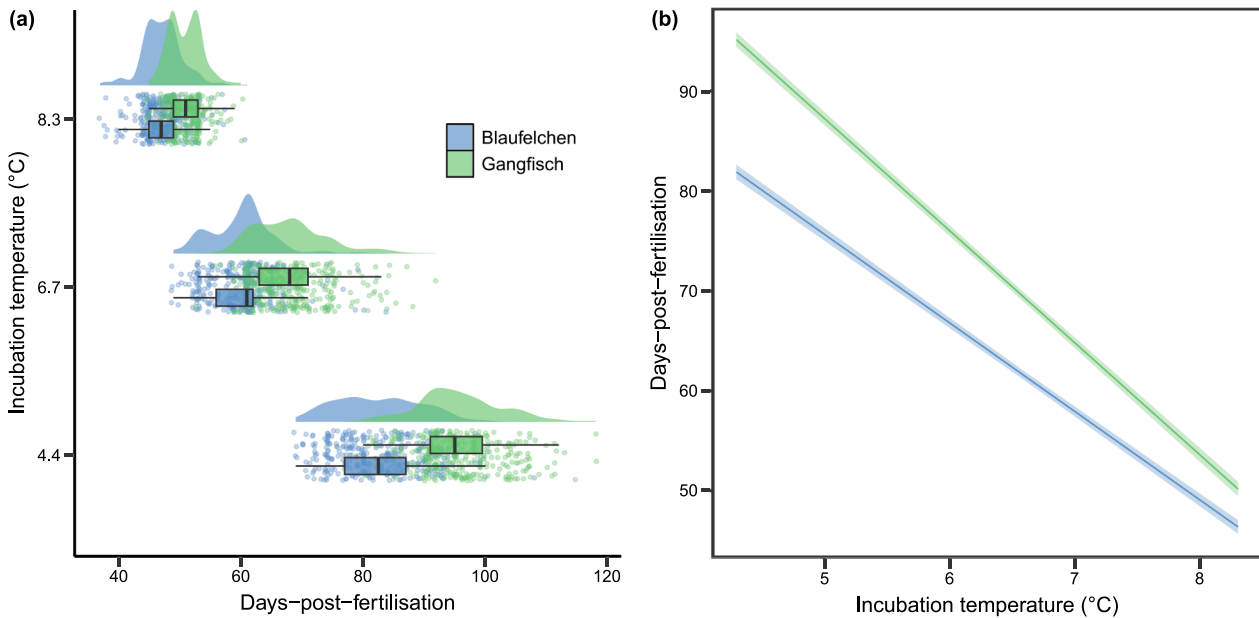 (a)
Incubation temperature (°C)
8.3
6.7
4.4
Blaufelchen
Gangfisch
40 60 80 100 120
Days−post−fertilisation
(b)
Days−post−fertilisation
90
80
70
60
50
5 6 7 8
Incubation temperature (°C)